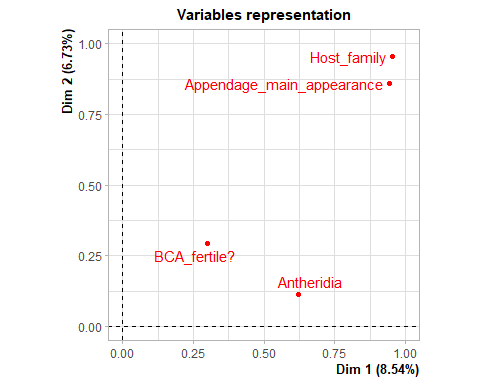 Variables representation
Dim 2 (6.73%)
1.00
0.75
0.50
0.25
0.00
Host_family
Appendage_main_appearance
BCA_fertile?
Antheridia
0.00
0.25
0.50
0.75
1.00
Dim 1 (8.54%)